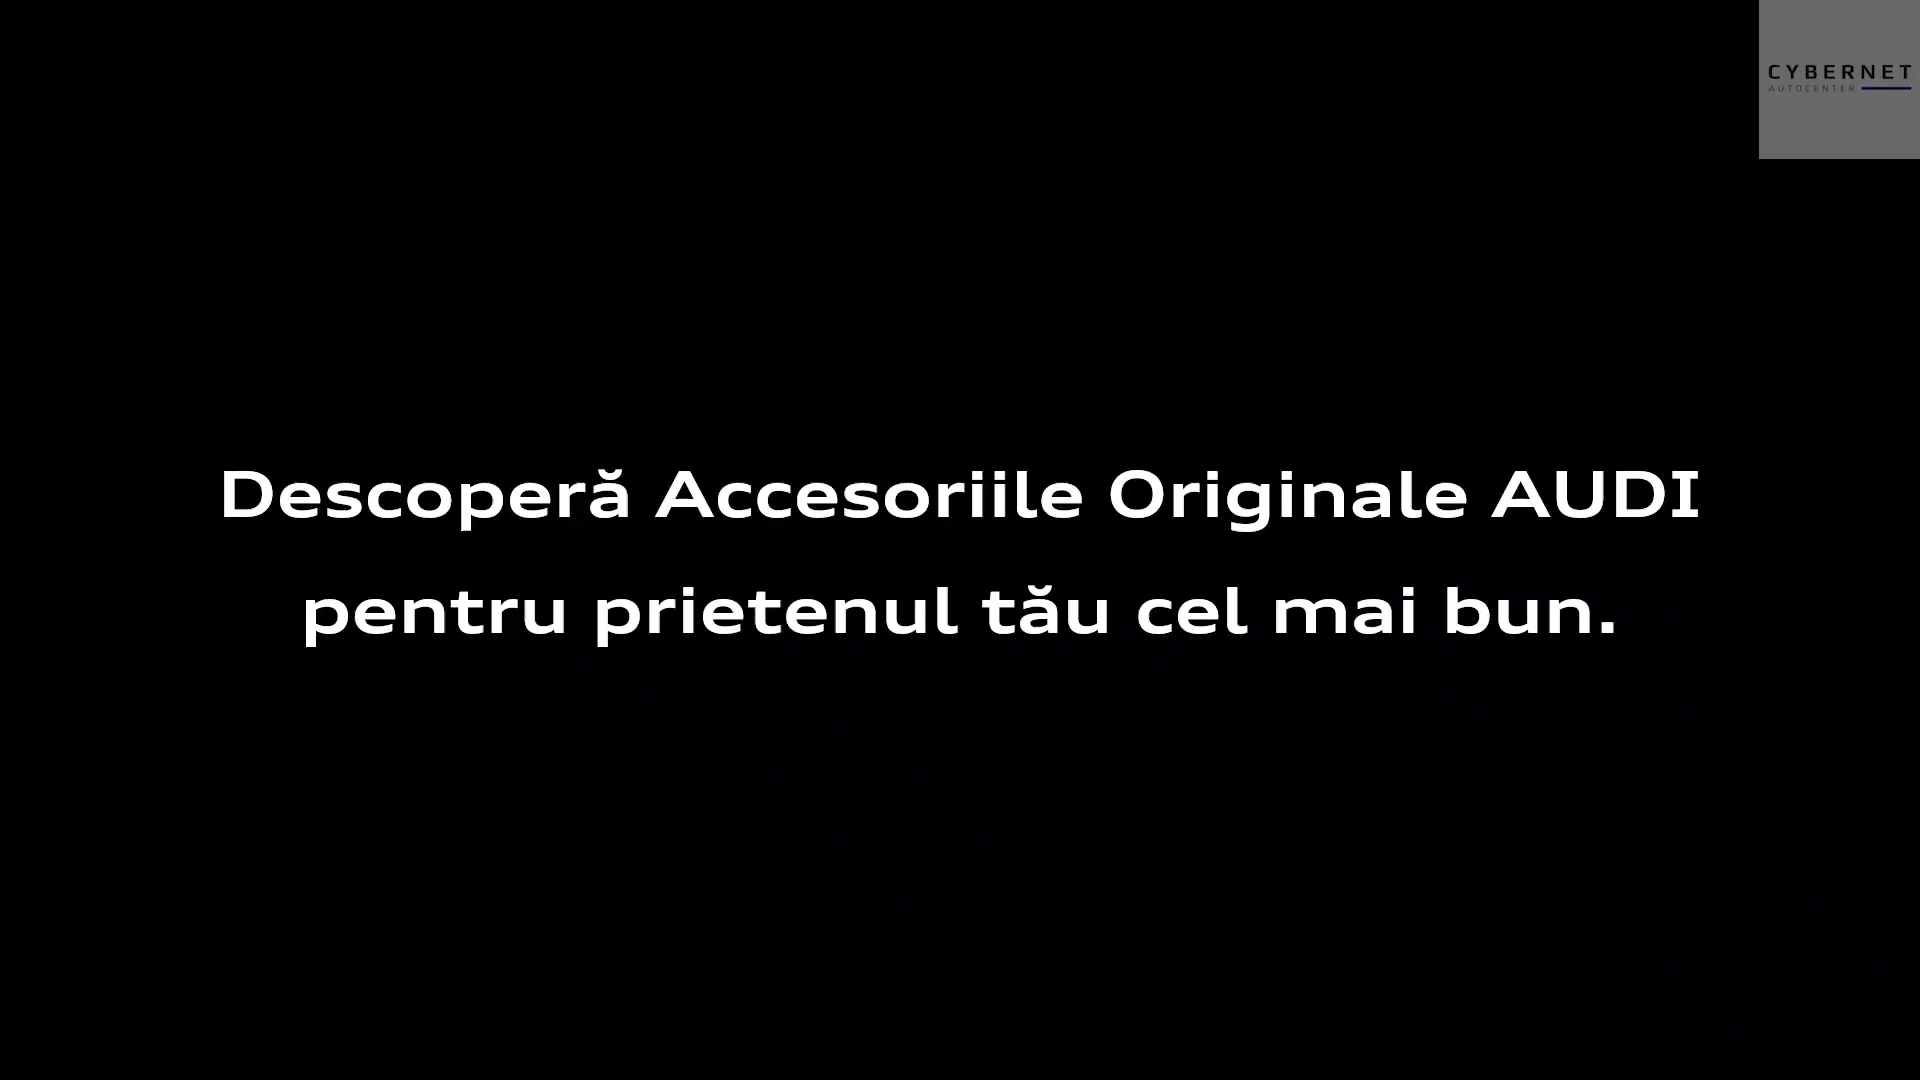 CYBERNET
AUTOCENTER
Descoperă Accesoriile Originale AUDI
pentru prietenul tău cel mai bun.